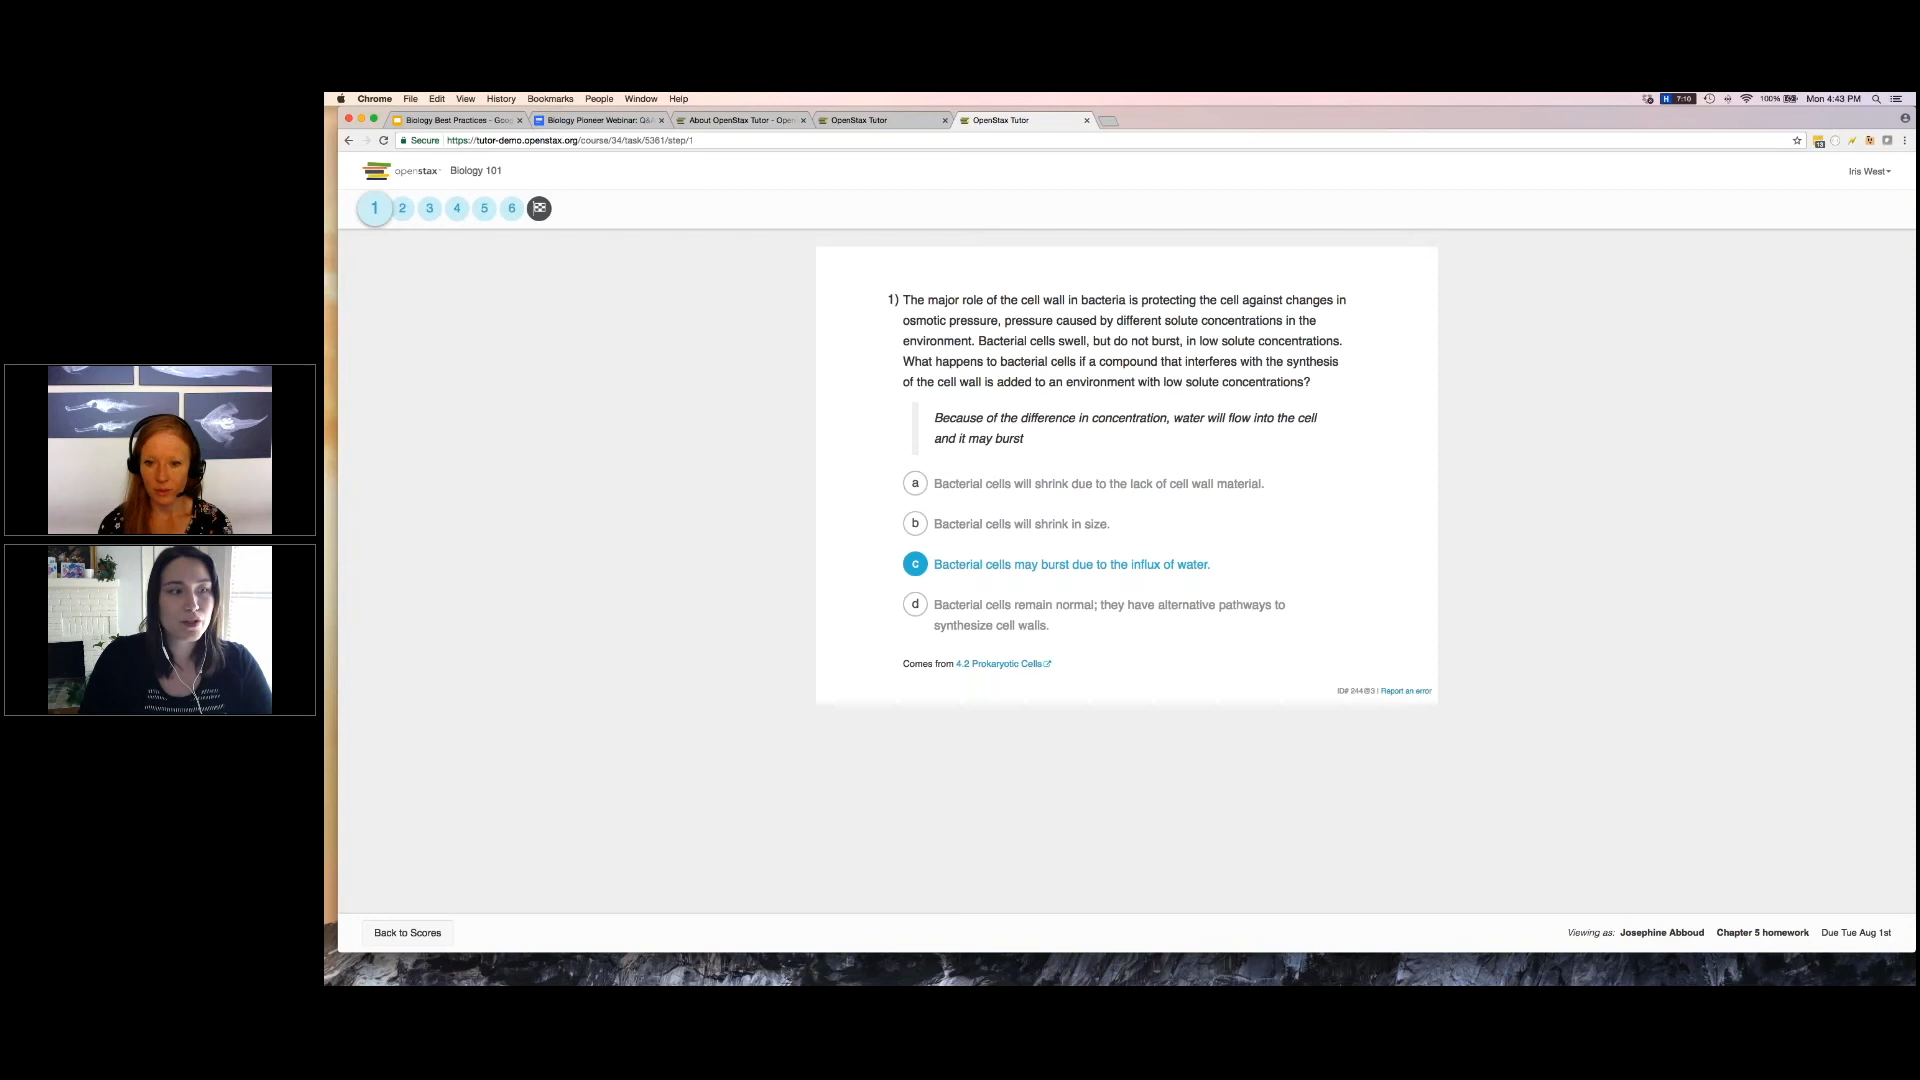 Chrome File Edit View History Bookmarks People Window Help 7:10 100% Mon 4:43 PM
Biology Best Practices - Goog Biology Pioneer Webinar: Q&A About OpenStax Tutor - Open OpenStax Tutor OpenStax Tutor
Secure https://tutor-demo.openstax.org/course/34/task/5361/step/1
openstax Biology 101 Iris West
1 2 3 4 5 6
1) The major role of the cell wall in bacteria is protecting the cell against changes in
osmotic pressure, pressure caused by different solute concentrations in the
environment. Bacterial cells swell, but do not burst, in low solute concentrations.
What happens to bacterial cells if a compound that interferes with the synthesis
of the cell wall is added to an environment with low solute concentrations?
Because of the difference in concentration, water will flow into the cell
and it may burst
a Bacterial cells will shrink due to the lack of cell wall material.
b Bacterial cells will shrink in size.
c Bacterial cells may burst due to the influx of water.
d Bacterial cells remain normal; they have alternative pathways to
synthesize cell walls.
Comes from 4.2 Prokaryotic Cells
ID# 244@3 | Report an error
Back to Scores Viewing as: Josephine Abboud Chapter 5 homework Due Tue Aug 1st